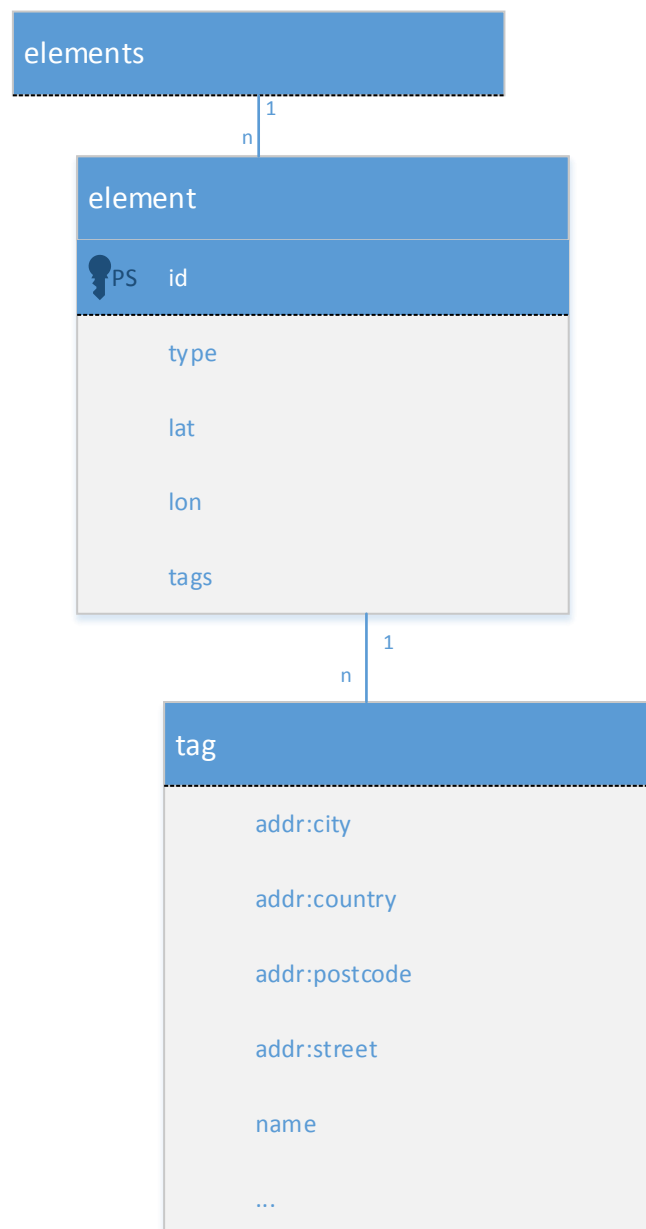 elements
1
n
element
PS id
type
lat
lon
tags
1
n
tag
addr:city
addr:country
addr:postcode
addr:street
name
...